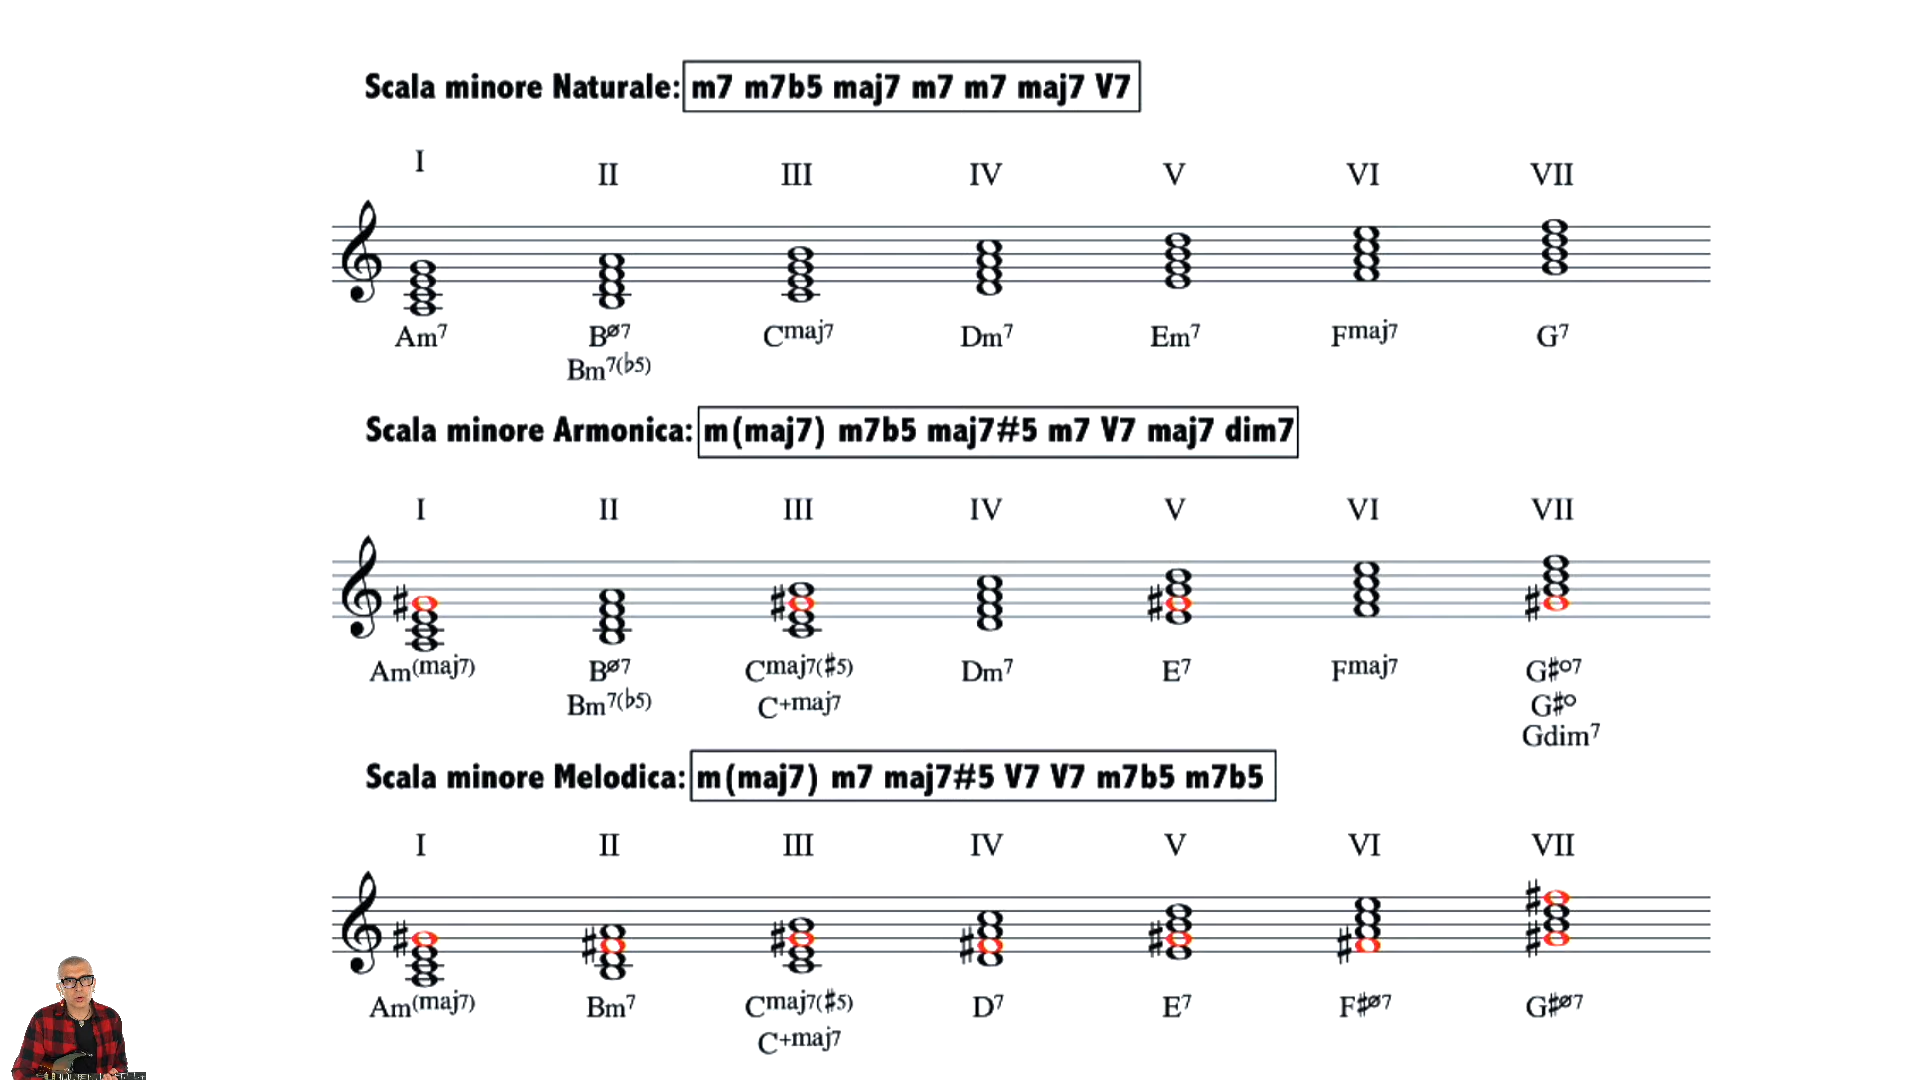 Scala minore Naturale: m7 m7b5 maj7 m7 m7 maj7 V7
I II III IV V VI VII
Am7 Bø7 Cmaj7 Dm7 Em7 Fmaj7 G7
Bm7(♭5)
Scala minore Armonica: m(maj7) m7b5 maj7#5 m7 V7 maj7 dim7
I II III IV V VI VII
Am(maj7) Bø7 Cmaj7(♯5) Dm7 E7 Fmaj7 G♯o7
Bm7(♭5) C+maj7 G♯o
Gdim7
Scala minore Melodica: m(maj7) m7 maj7#5 V7 V7 m7b5 m7b5
I II III IV V VI VII
Am(maj7) Bm7 Cmaj7(♯5) D7 E7 F♯ø7 G♯ø7
C+maj7